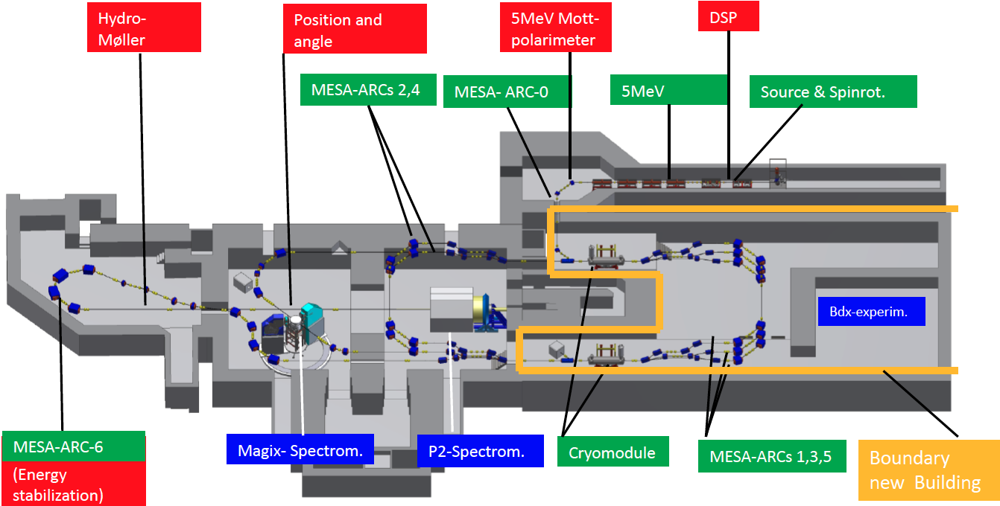 Hydro-
Møller
Position and
angle
5MeV Mott-
polarimeter
DSP
MESA-ARCs 2,4
MESA- ARC-0
5MeV
Source & Spinrot.
Bdx-experim.
MESA-ARC-6
(Energy
stabilization)
Magix- Spectrom.
P2-Spectrom.
Cryomodule
MESA-ARCs 1,3,5
Boundary
new Building